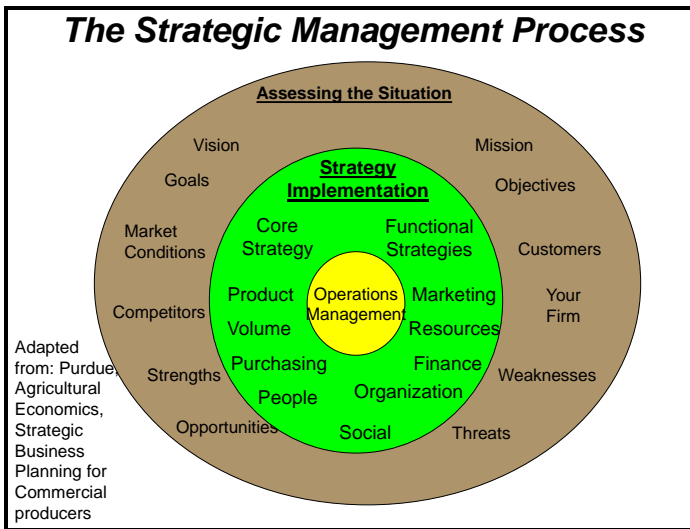 The Strategic Management Process
Assessing the Situation
Vision
Mission
Goals
Objectives
Strategy
Implementation
Core
Strategy
Functional
Strategies
Market
Conditions
Customers
Product
Operations
Management
Marketing
Competitors
Your
Firm
Volume
Resources
Purchasing
Finance
Strengths
Weaknesses
People
Organization
Opportunities
Social
Threats
Adapted
from: Purdue,
Agricultural
Economics,
Strategic
Business
Planning for
Commercial
producers